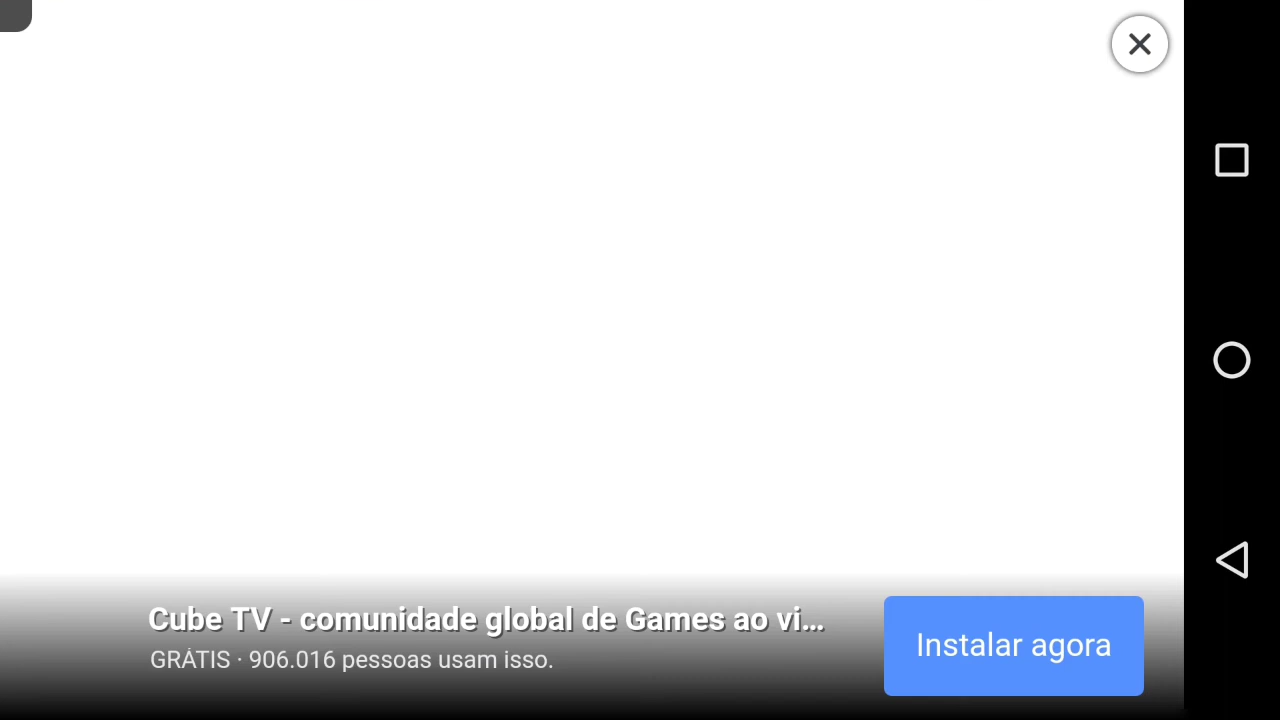 Cube TV - comunidade global de Games ao vi...
GRÁTIS · 906.016 pessoas usam isso.
Instalar agora